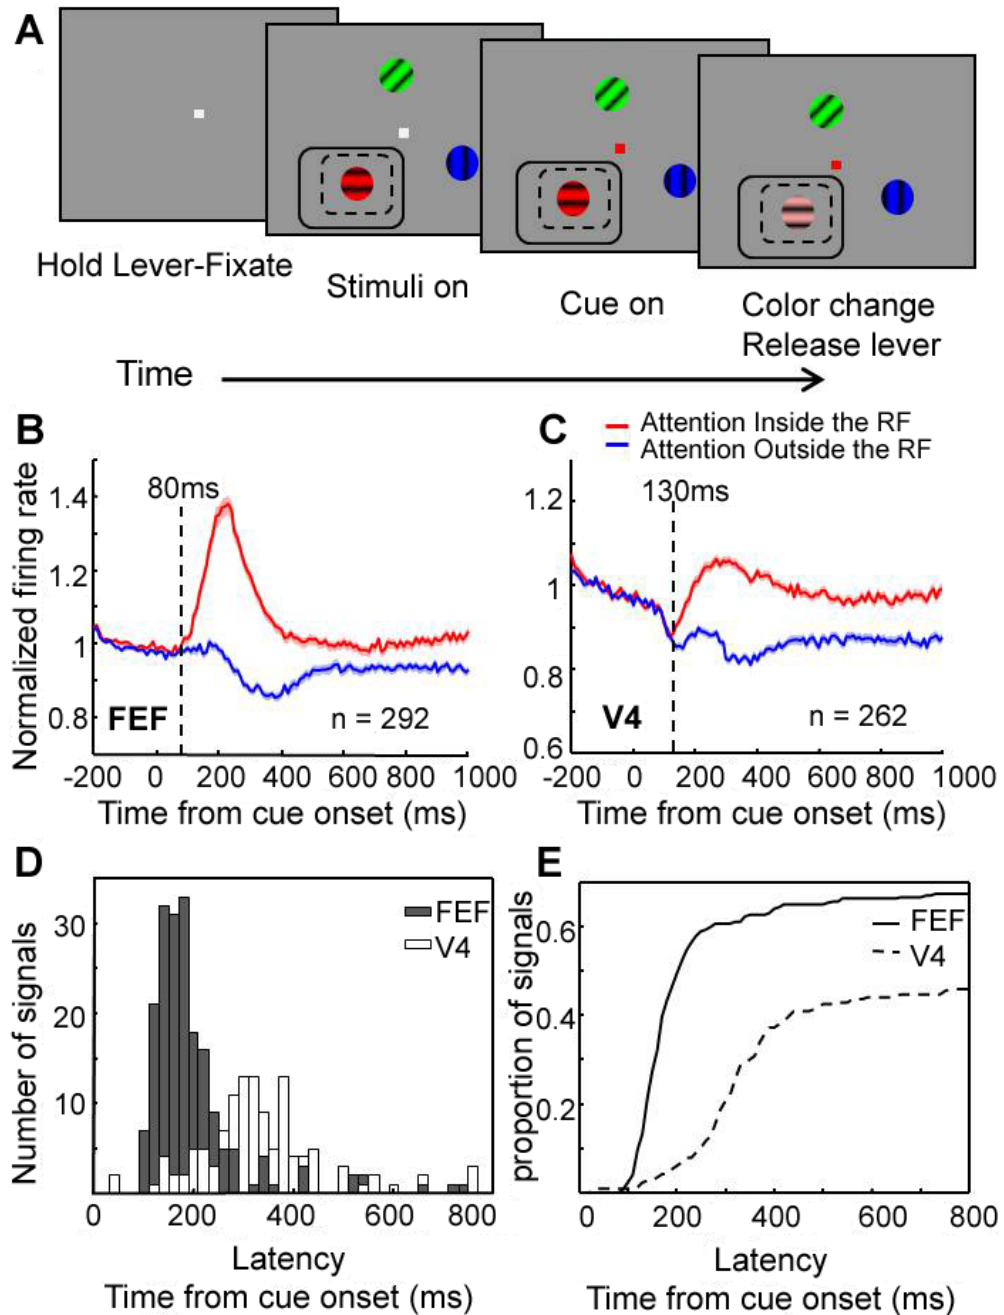 A
Hold Lever-Fixate
Stimuli on
Cue on
Color change
Release lever
Time
B
Normalized firing rate
1.4
1.2
1
0.8
80ms
FEF
n = 292
-200 0 200 400 600 800 1000
Time from cue onset (ms)
C
Attention Inside the RF
Attention Outside the RF
1.2
1
0.8
0.6
130ms
V4
n = 262
-200 0 200 400 600 800 1000
Time from cue onset (ms)
D
Number of signals
30
20
10
FEF
V4
0 200 400 600 800
Latency
Time from cue onset (ms)
E
proportion of signals
0.6
0.4
0.2
FEF
V4
0 200 400 600 800
Latency
Time from cue onset (ms)